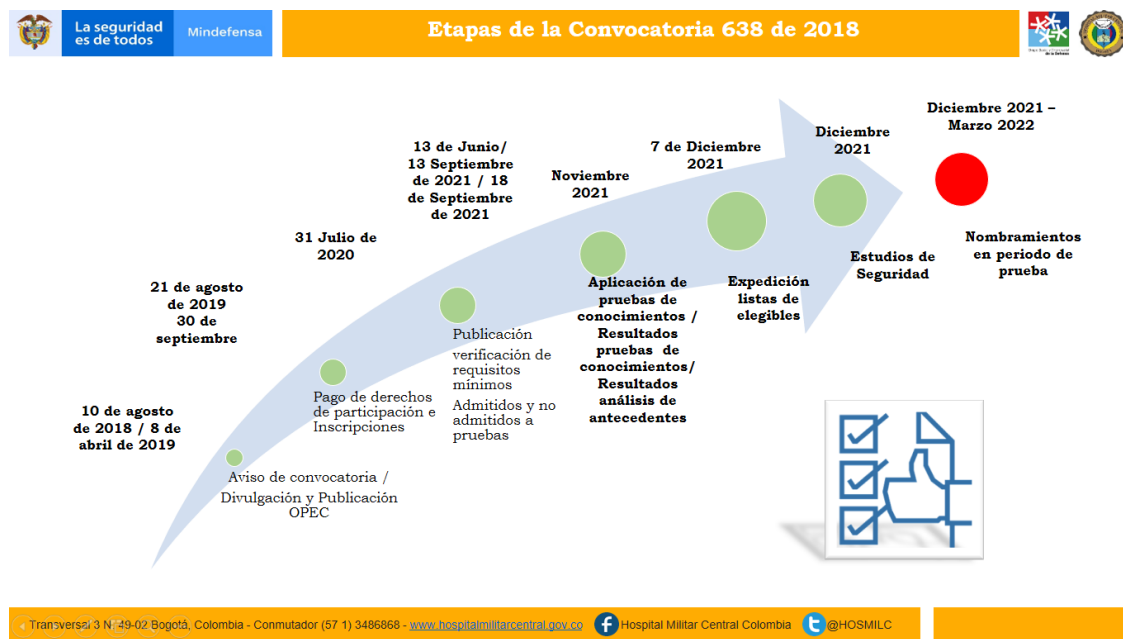 La seguridad
es de todos
Mindefensa
Etapas de la Convocatoria 638 de 2018
Diciembre 2021 –
Marzo 2022
Diciembre
2021
7 de Diciembre
2021
13 de Junio/
13 Septiembre
de 2021 / 18
de Septiembre
de 2021
Noviembre
2021
31 Julio de
2020
21 de agosto
de 2019
30 de
septiembre
10 de agosto
de 2018 / 8 de
abril de 2019
Aviso de convocatoria /
Divulgación y Publicación
OPEC
Pago de derechos
de participación e
Inscripciones
Publicación
verificación de
requisitos
mínimos
Admitidos y no
admitidos a
pruebas
Aplicación de
pruebas de
conocimientos /
Resultados
pruebas de
conocimientos/
Resultados
análisis de
antecedentes
Expedición
listas de
elegibles
Estudios de
Seguridad
Nombramientos
en periodo de
prueba
Transversal 3 N° 49-02 Bogotá, Colombia - Conmutador (57 1) 3486868 - www.hospitalmilitarcentral.gov.co
Hospital Militar Central Colombia
@HOSMILC